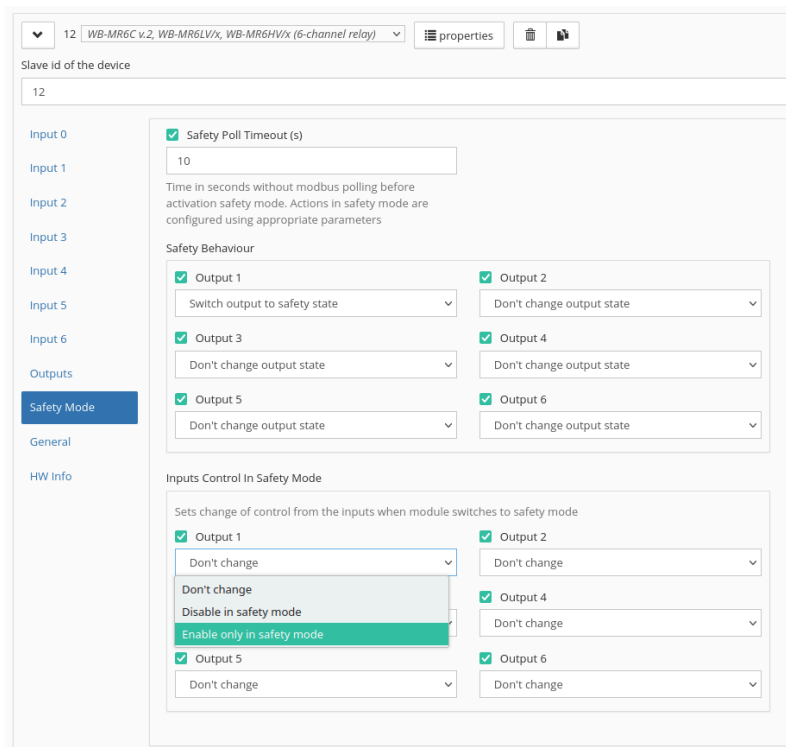 12 WB-MR6C v.2, WB-MR6LV/x, WB-MR6HV/x (6-channel relay) properties
Slave id of the device
12
Input 0
Input 1
Input 2
Input 3
Input 4
Input 5
Input 6
Outputs
Safety Mode
General
HW Info
Safety Poll Timeout (s)
10
Time in seconds without modbus polling before
activation safety mode. Actions in safety mode are
configured using appropriate parameters
Safety Behaviour
Output 1 Output 2
Switch output to safety state Don't change output state
Output 3 Output 4
Don't change output state Don't change output state
Output 5 Output 6
Don't change output state Don't change output state
Inputs Control In Safety Mode
Sets change of control from the inputs when module switches to safety mode
Output 1 Output 2
Don't change Don't change
Don't change
Disable in safety mode
Enable only in safety mode
Output 4
Don't change
Output 5 Output 6
Don't change Don't change